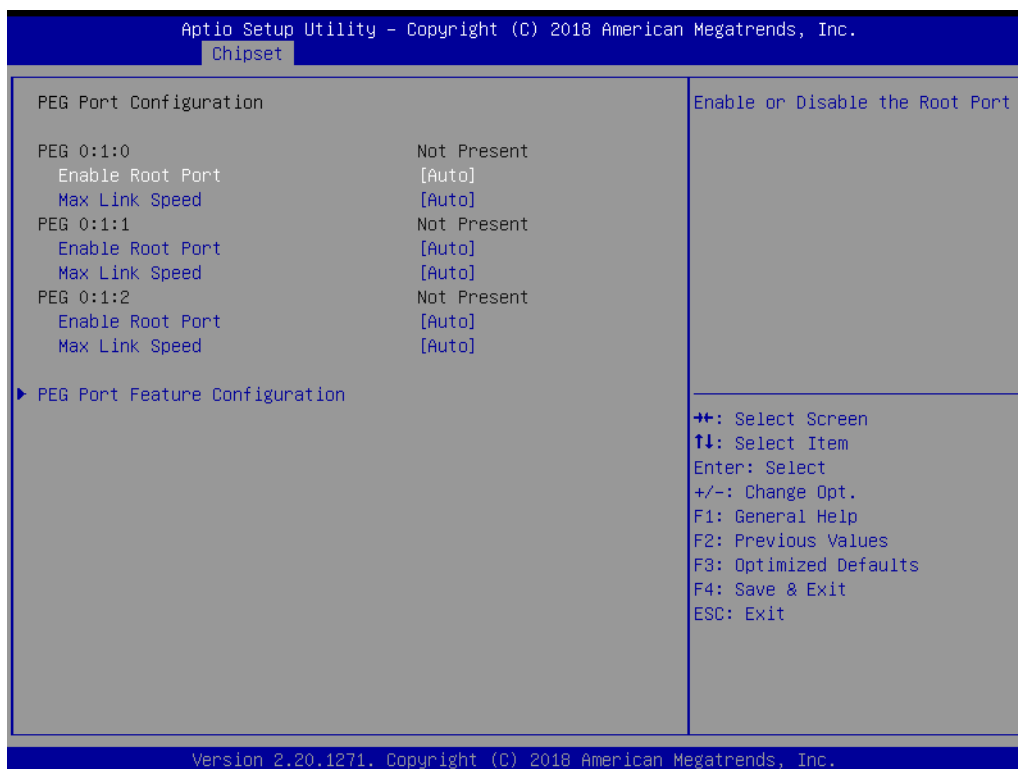 Aptio Setup Utility – Copyright (C) 2018 American Megatrends, Inc.
Chipset
PEG Port Configuration
PEG 0:1:0 Not Present
Enable Root Port [Auto]
Max Link Speed [Auto]
PEG 0:1:1 Not Present
Enable Root Port [Auto]
Max Link Speed [Auto]
PEG 0:1:2 Not Present
Enable Root Port [Auto]
Max Link Speed [Auto]
▶ PEG Port Feature Configuration
Enable or Disable the Root Port
→←: Select Screen
↑↓: Select Item
Enter: Select
+/-: Change Opt.
F1: General Help
F2: Previous Values
F3: Optimized Defaults
F4: Save & Exit
ESC: Exit
Version 2.20.1271. Copyright (C) 2018 American Megatrends, Inc.